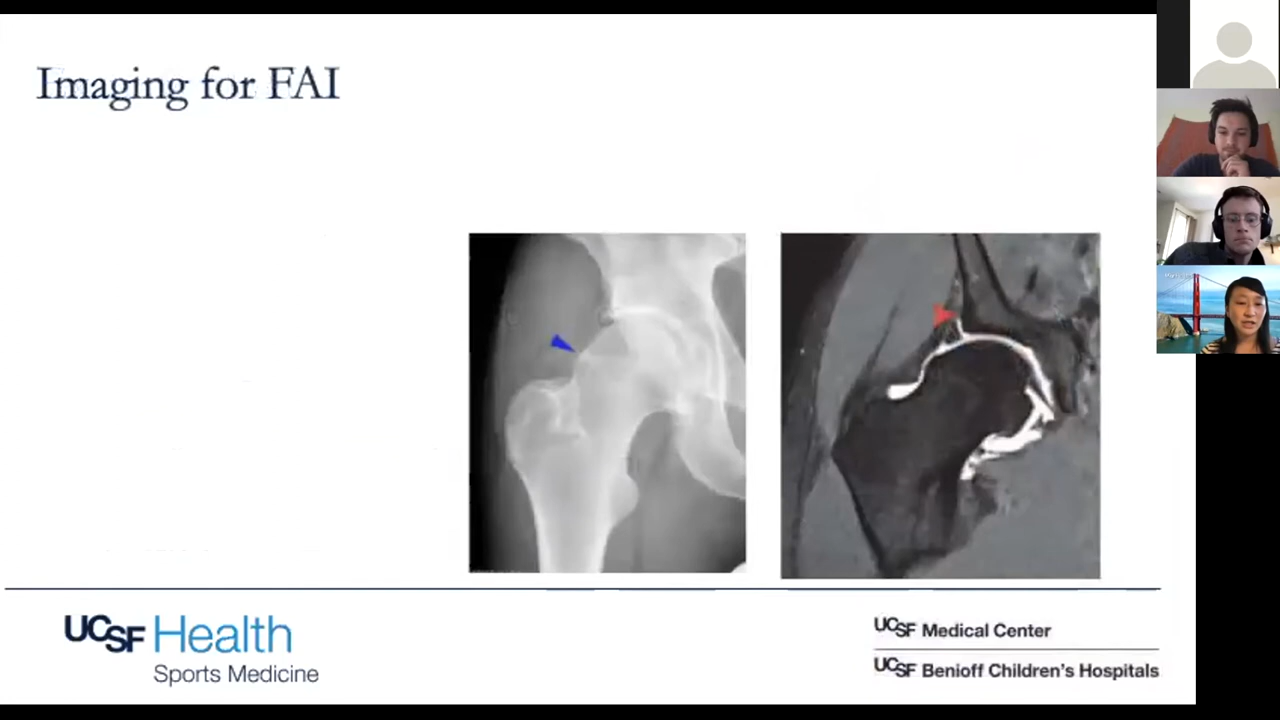 Imaging for FAI
UCSF Health
Sports Medicine
UCSF Medical Center
UCSF Benioff Children's Hospitals